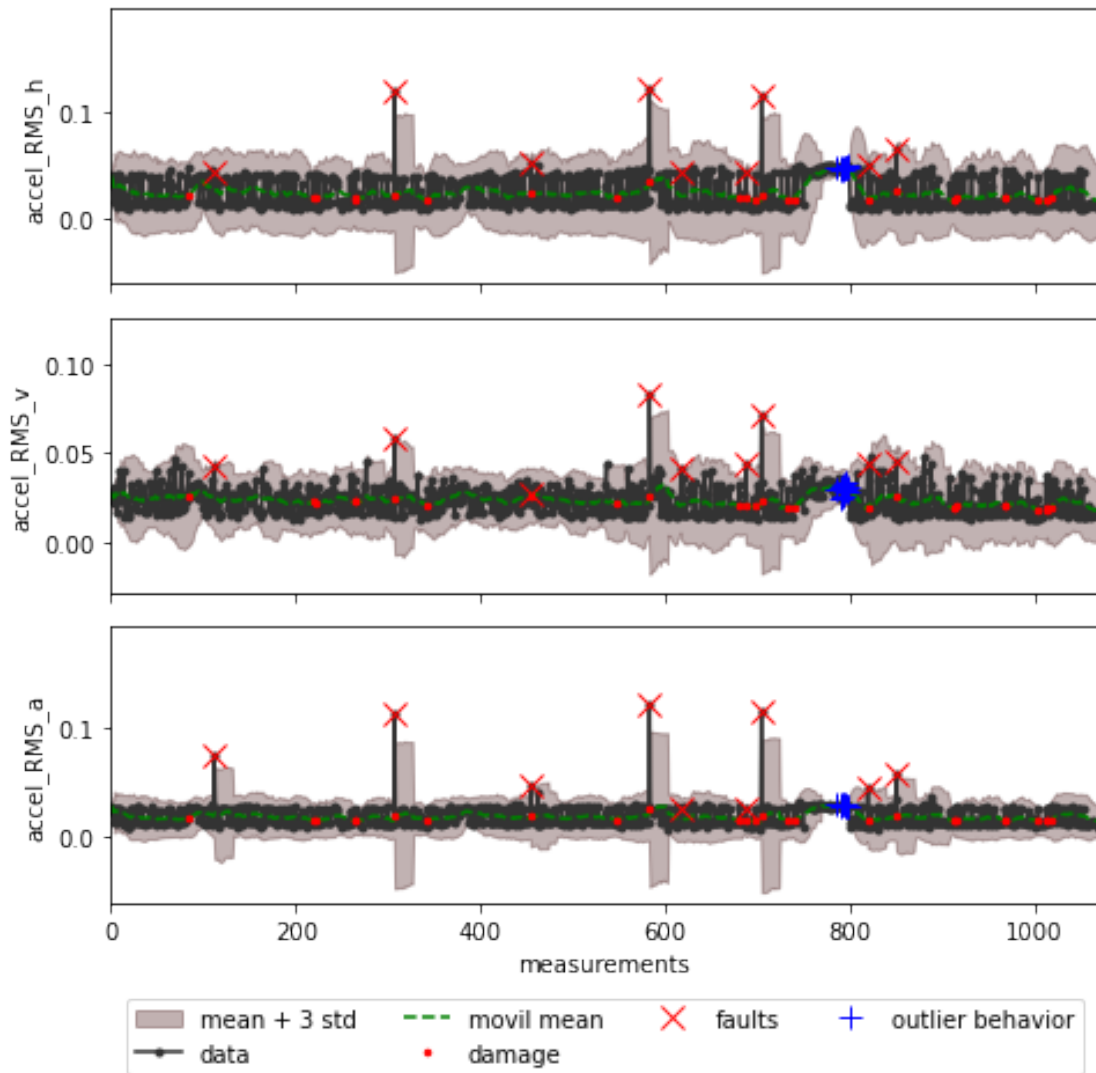 accel_RMS_h
0.1
0.0
accel_RMS_v
0.10
0.05
0.00
accel_RMS_a
0.1
0.0
0 200 400 600 800 1000
measurements
mean + 3 std movil mean faults outlier behavior
data damage